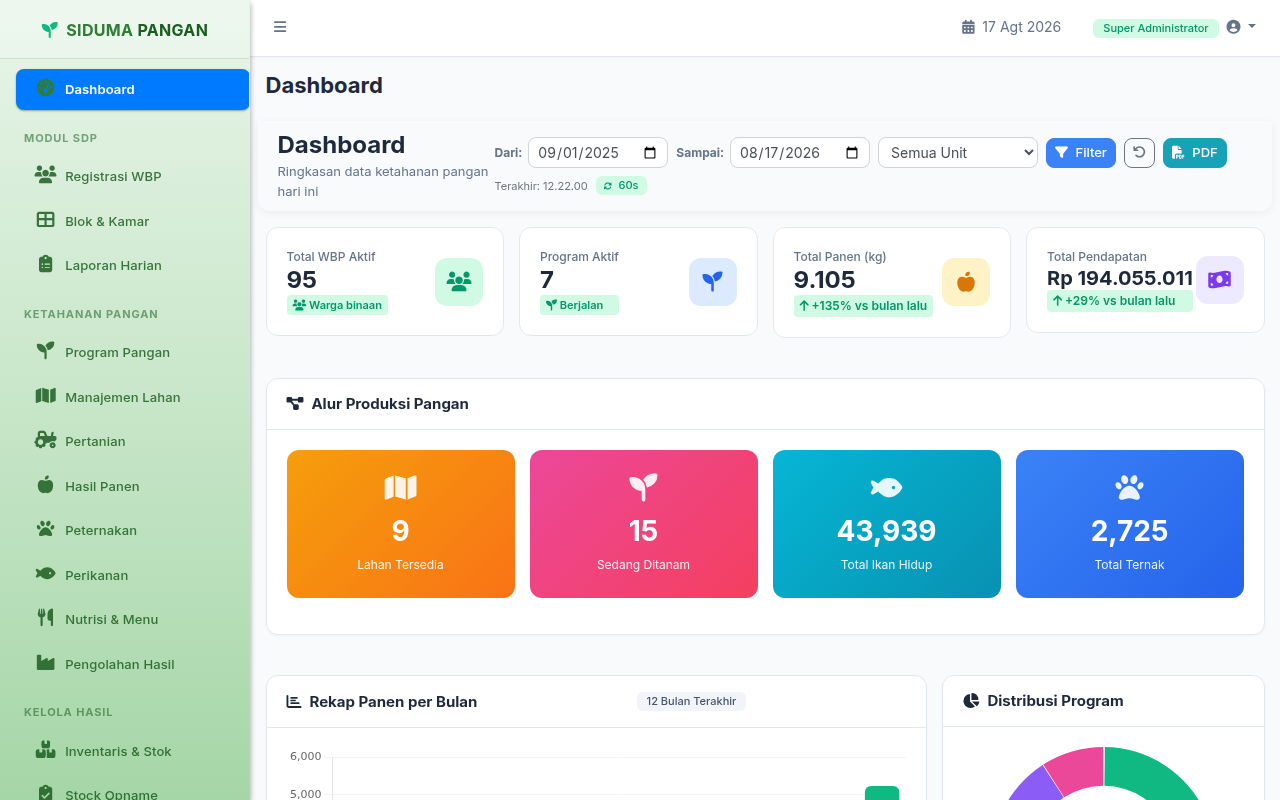 SIDUMA PANGAN
17 Agt 2026
Super Administrator
Dashboard
MODUL SDP
Registrasi WBP
Blok & Kamar
Laporan Harian
KETAHANAN PANGAN
Program Pangan
Manajemen Lahan
Pertanian
Hasil Panen
Peternakan
Perikanan
Nutrisi & Menu
Pengolahan Hasil
KELOLA HASIL
Inventaris & Stok
Stock Opname
Dashboard
Dashboard
Ringkasan data ketahanan pangan
hari ini
Dari: 09/01/2025 Sampai: 08/17/2026 Semua Unit Filter PDF
Terakhir: 12.22.00 60s
Total WBP Aktif
95
Warga binaan
Program Aktif
7
Berjalan
Total Panen (kg)
9.105
+135% vs bulan lalu
Total Pendapatan
Rp 194.055.011
+29% vs bulan lalu
Alur Produksi Pangan
9
Lahan Tersedia
15
Sedang Ditanam
43,939
Total Ikan Hidup
2,725
Total Ternak
Rekap Panen per Bulan
12 Bulan Terakhir
6,000
5,000
Distribusi Program